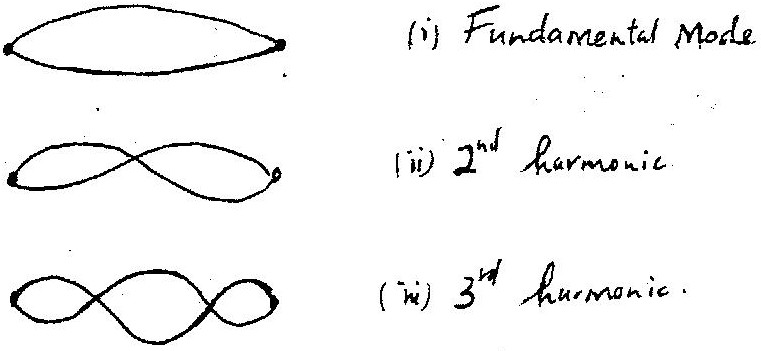 (i) Fundamental Mode
(ii) 2nd harmonic
(iii) 3rd harmonic.